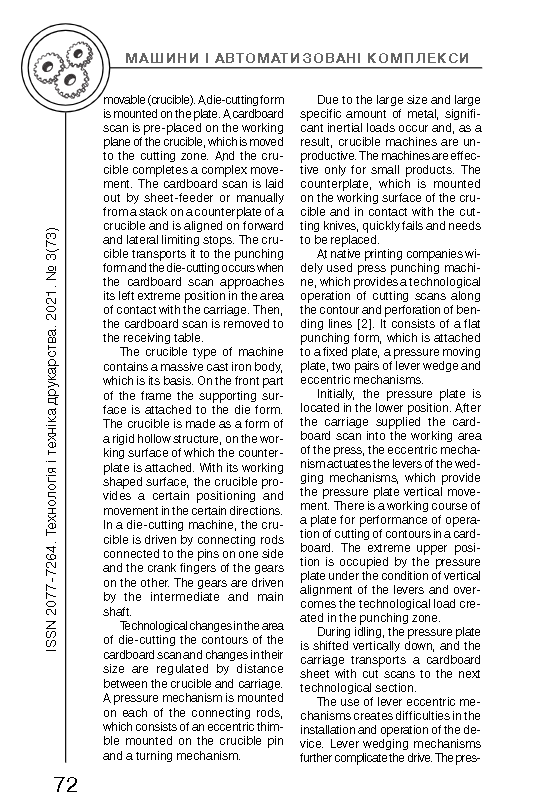 МАШИНИ І АВТОМАТИЗОВАНІ КОМПЛЕКСИ
movable (crucible). A die-cutting form
is mounted on the plate. A cardboard
scan is pre-placed on the working
plane of the crucible, which is moved
to the cutting zone. And the cru-
cible completes a complex move-
ment. The cardboard scan is laid
out by sheet-feeder or manually
from a stack on a counterplate of a
crucible and is aligned on forward
and lateral limiting stops. The cru-
cible transports it to the punching
form and the die-cutting occurs when
the cardboard scan approaches
its left extreme position in the area
of contact with the carriage. Then,
the cardboard scan is removed to
the receiving table.
The crucible type of machine
contains a massive cast iron body,
which is its basis. On the front part
of the frame the supporting sur-
face is attached to the die form.
The crucible is made as a form of
a rigid hollow structure, on the wor-
king surface of which the counter-
plate is attached. With its working
shaped surface, the crucible pro-
vides a certain positioning and
movement in the certain directions.
In a die-cutting machine, the cru-
cible is driven by connecting rods
connected to the pins on one side
and the crank fingers of the gears
on the other. The gears are driven
by the intermediate and main
shaft.
Technological changes in the area
of die-cutting the contours of the
cardboard scan and changes in their
size are regulated by distance
between the crucible and carriage.
A pressure mechanism is mounted
on each of the connecting rods,
which consists of an eccentric thim-
ble mounted on the crucible pin
and a turning mechanism.
Due to the large size and large
specific amount of metal, signifi-
cant inertial loads occur and, as a
result, crucible machines are un-
productive. The machines are effec-
tive only for small products. The
counterplate, which is mounted
on the working surface of the cru-
cible and in contact with the cut-
ting knives, quickly fails and needs
to be replaced.
At native printing companies wi-
dely used press punching machi-
ne, which provides a technological
operation of cutting scans along
the contour and perforation of ben-
ding lines [2]. It consists of a flat
punching form, which is attached
to a fixed plate, a pressure moving
plate, two pairs of lever wedge and
eccentric mechanisms.
Initially, the pressure plate is
located in the lower position. After
the carriage supplied the card-
board scan into the working area
of the press, the eccentric mecha-
nism actuates the levers of the wed-
ging mechanisms, which provide
the pressure plate vertical move-
ment. There is a working course of
a plate for performance of opera-
tion of cutting of contours in a card-
board. The extreme upper posi-
tion is occupied by the pressure
plate under the condition of vertical
alignment of the levers and over-
comes the technological load cre-
ated in the punching zone.
During idling, the pressure plate
is shifted vertically down, and the
carriage transports a cardboard
sheet with cut scans to the next
technological section.
The use of lever eccentric me-
chanisms creates difficulties in the
installation and operation of the de-
vice. Lever wedging mechanisms
further complicate the drive. The pres-
ISSN 2077-7264. Технологія і техніка друкарства. 2021. № 3(73)
72